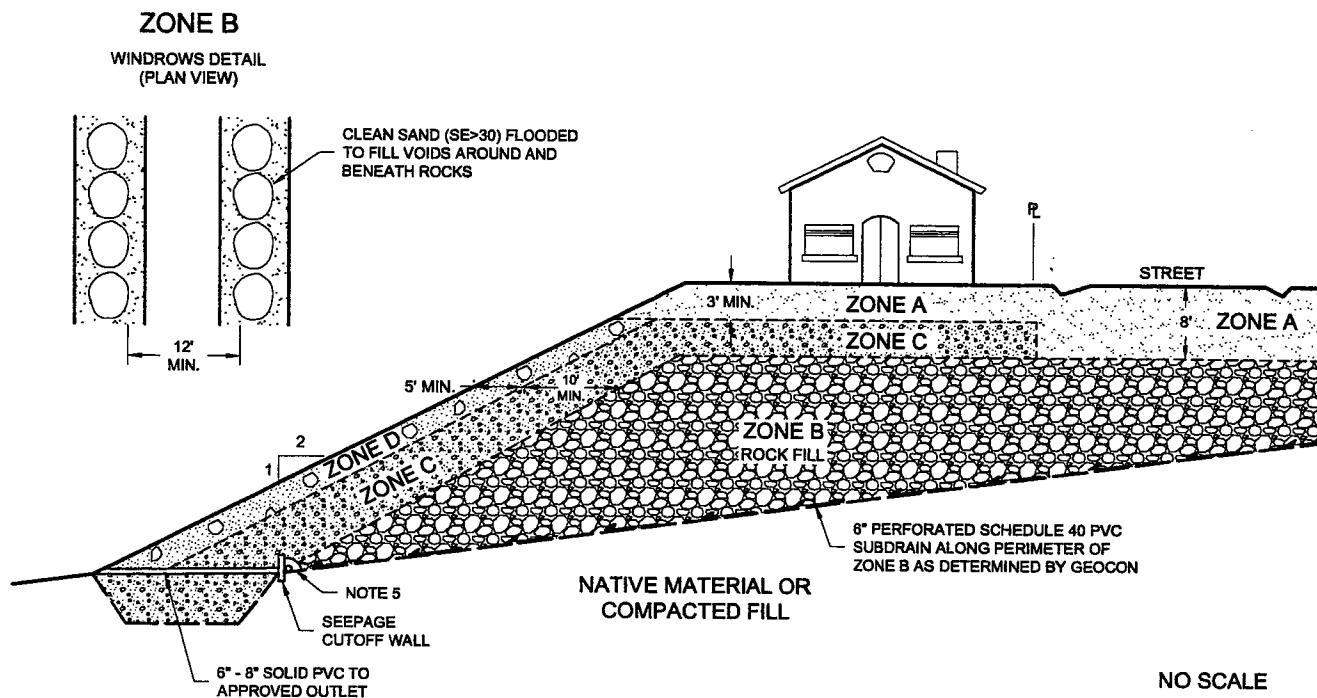 ZONE B
WINDROWS DETAIL
(PLAN VIEW)
CLEAN SAND (SE>30) FLOODED
TO FILL VOIDS AROUND AND
BENEATH ROCKS
12'
MIN.
PL
STREET
3' MIN.
ZONE A
8'
ZONE A
ZONE C
5' MIN.
10'
MIN.
2
1
ZONE D
ZONE C
ZONE B
ROCK FILL
6" PERFORATED SCHEDULE 40 PVC
SUBDRAIN ALONG PERIMETER OF
ZONE B AS DETERMINED BY GEOCON
NATIVE MATERIAL OR
COMPACTED FILL
NOTE 5
SEEPAGE
CUTOFF WALL
6" - 8" SOLID PVC TO
APPROVED OUTLET
NO SCALE